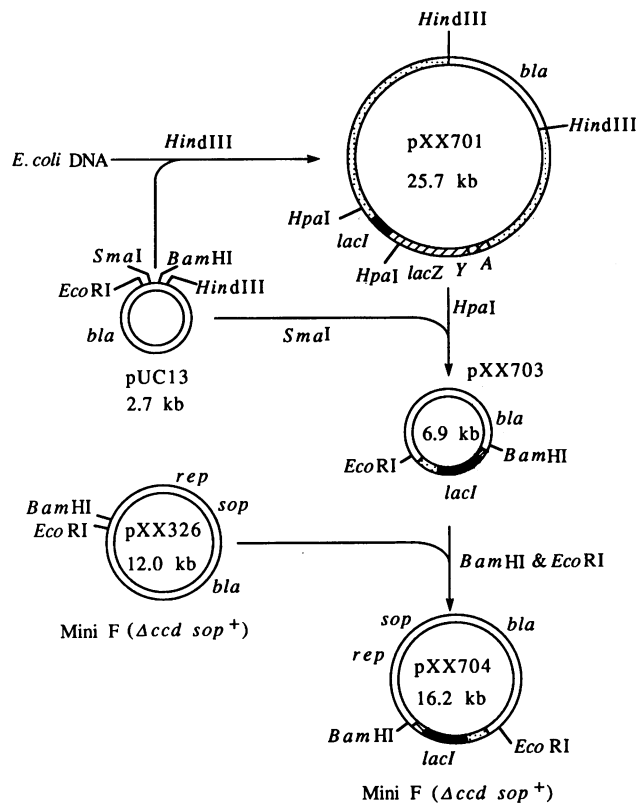 HindIII
bla
HindIII
pXX701
25.7 kb
E. coli DNA
HindIII
HpaI
lacI
HpaI
lacZ Y A
SmaI
BamHI
EcoRI
HindIII
bla
pUC13
2.7 kb
SmaI
HpaI
pXX703
6.9 kb
bla
EcoRI
BamHI
lacI
rep
sop
BamHI
EcoRI
pXX326
12.0 kb
bla
Mini F (Δccd sop+)
BamHI & EcoRI
sop
bla
rep
pXX704
16.2 kb
BamHI
EcoRI
lacI
Mini F (Δccd sop+)